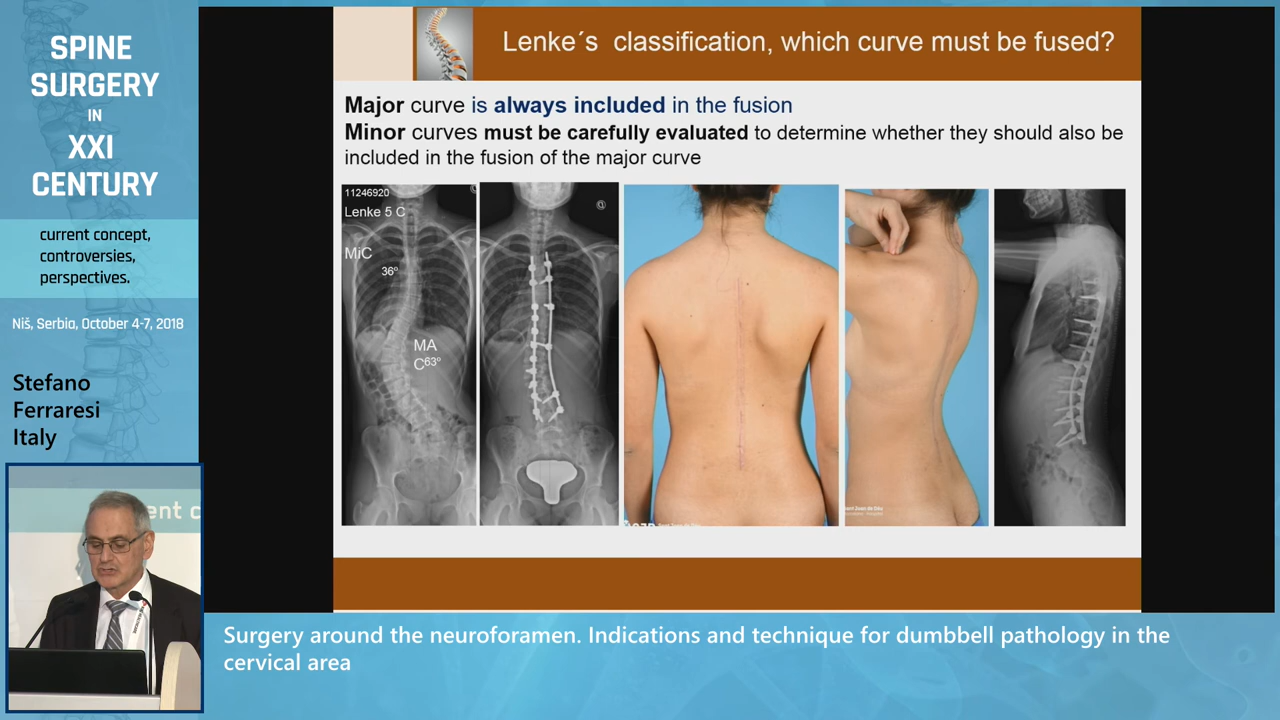 SPINE
SURGERY
IN
XXI
CENTURY
current concept,
controversies,
perspectives.
Niš, Serbia, October 4-7, 2018
Stefano
Ferraresi
Italy
ent c
Lenke´s classification, which curve must be fused?
Major curve is always included in the fusion
Minor curves must be carefully evaluated to determine whether they should also be
included in the fusion of the major curve
11246920
Lenke 5 C
MiC
36º
MA
C63º
Surgery around the neuroforamen. Indications and technique for dumbbell pathology in the
cervical area